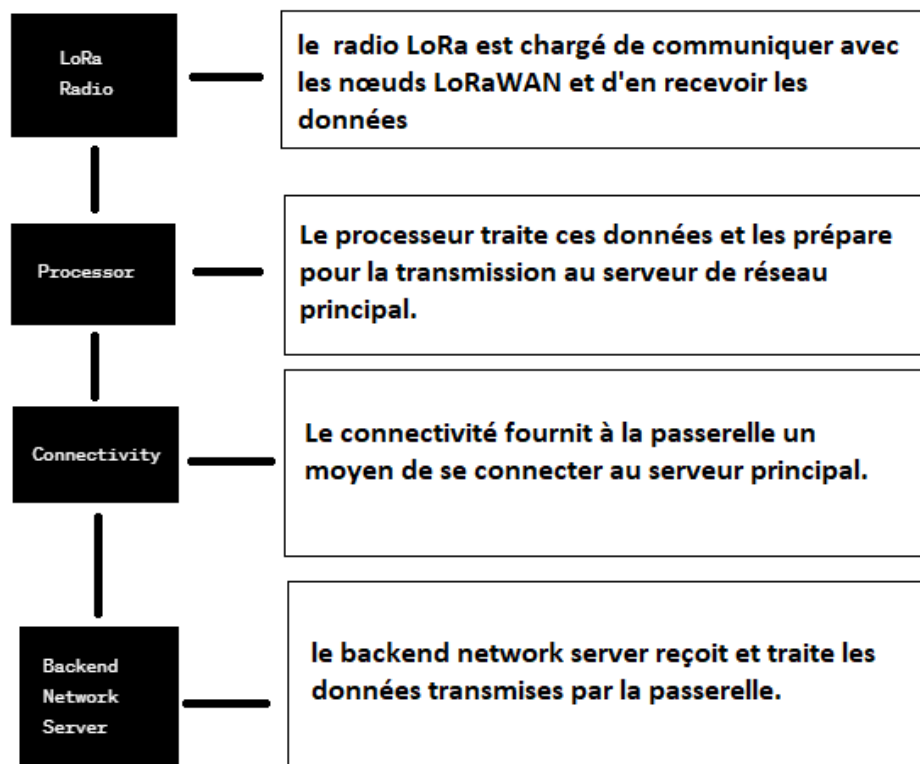 LoRa
Radio
le radio LoRa est chargé de communiquer avec
les nœuds LoRaWAN et d'en recevoir les
données
Processor
Le processeur traite ces données et les prépare
pour la transmission au serveur de réseau
principal.
Connectivity
Le connectivité fournit à la passerelle un
moyen de se connecter au serveur principal.
Backend
Network
Server
le backend network server reçoit et traite les
données transmises par la passerelle.